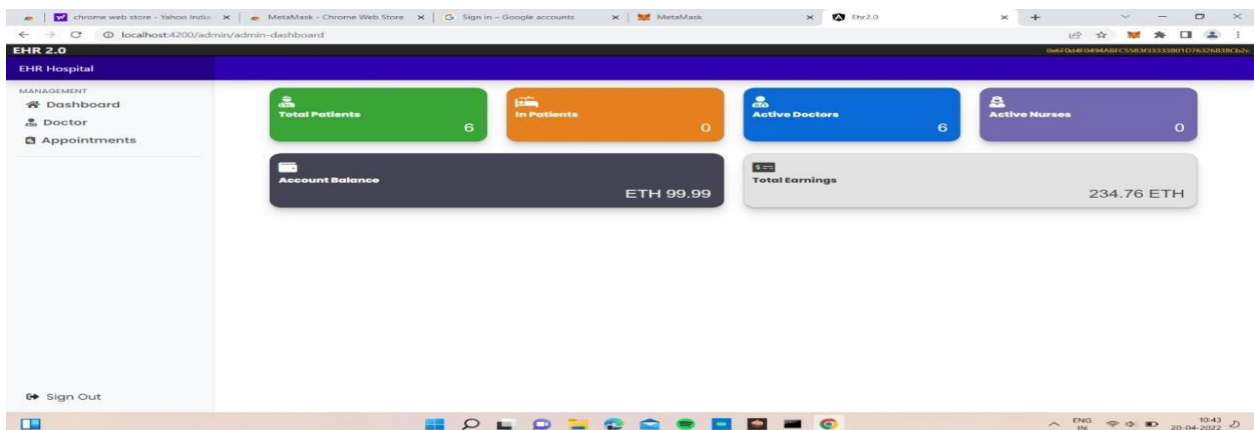 chrome web store - Yahoo India
MetaMask - Chrome Web Store
Sign in – Google accounts
MetaMask
Ehr2.0
localhost:4200/admin/admin-dashboard
EHR 2.0
EHR Hospital
MANAGEMENT
Dashboard
Doctor
Appointments
Total Patients
6
In Patients
0
Active Doctors
6
Active Nurses
0
Account Balance
ETH 99.99
Total Earnings
234.76 ETH
Sign Out
ENG
IN
10:43
20-04-2022